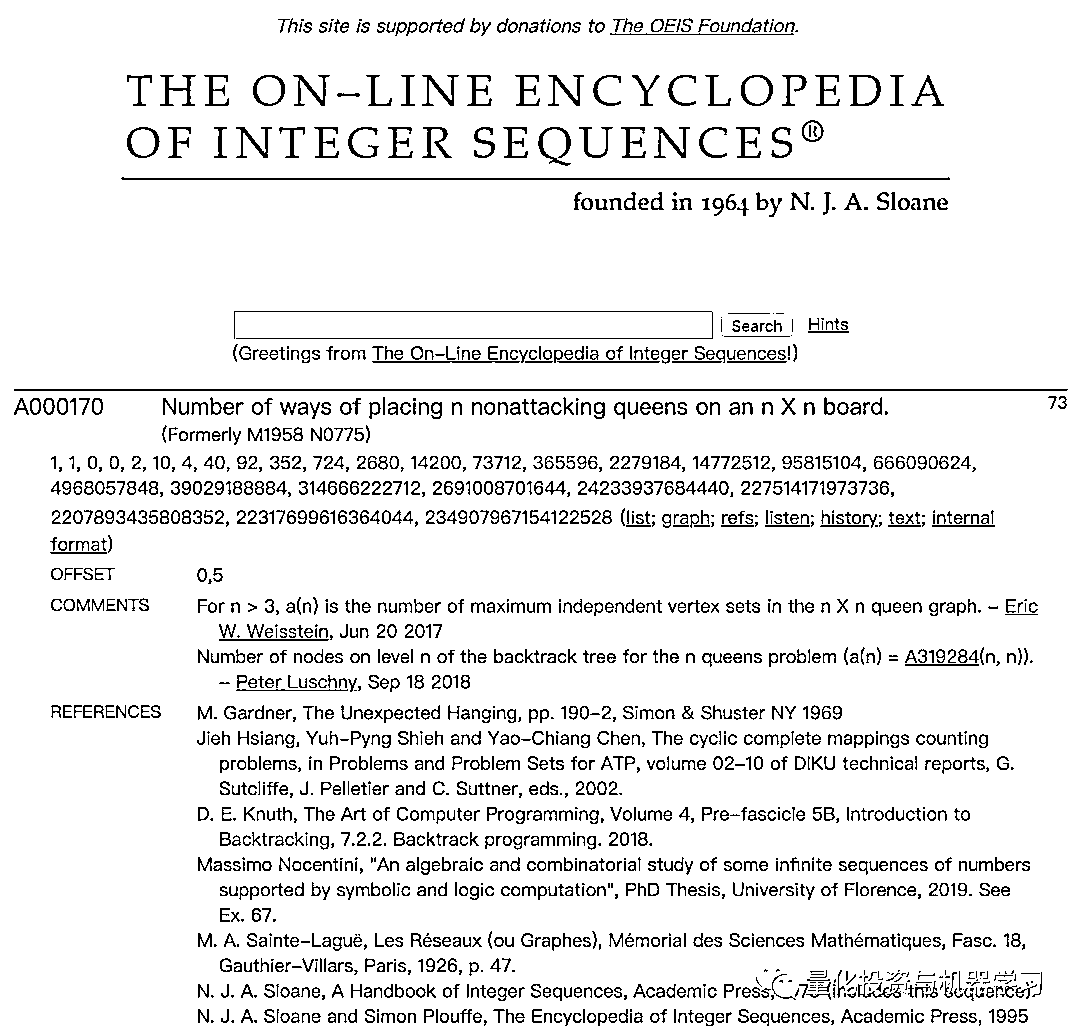 This site is supported by donations to The OEIS Foundation.
THE ON–LINE ENCYCLOPEDIA
OF INTEGER SEQUENCES®
founded in 1964 by N. J. A. Sloane
Search Hints
(Greetings from The On–Line Encyclopedia of Integer Sequences!)
A000170 Number of ways of placing n nonattacking queens on an n X n board. 73
(Formerly M1958 N0775)
1, 1, 0, 0, 2, 10, 4, 40, 92, 352, 724, 2680, 14200, 73712, 365596, 2279184, 14772512, 95815104, 666090624,
4968057848, 39029188884, 314666222712, 2691008701644, 24233937684440, 227514171973736,
2207893435808352, 22317699616364044, 234907967154122528 (list; graph; refs; listen; history; text; internal
format)
OFFSET 0,5
COMMENTS For n > 3, a(n) is the number of maximum independent vertex sets in the n X n queen graph. – Eric
W. Weisstein, Jun 20 2017
Number of nodes on level n of the backtrack tree for the n queens problem (a(n) = A319284(n, n)).
– Peter Luschny, Sep 18 2018
REFERENCES M. Gardner, The Unexpected Hanging, pp. 190–2, Simon & Shuster NY 1969
Jieh Hsiang, Yuh–Pyng Shieh and Yao–Chiang Chen, The cyclic complete mappings counting
problems, in Problems and Problem Sets for ATP, volume 02–10 of DIKU technical reports, G.
Sutcliffe, J. Pelletier and C. Suttner, eds., 2002.
D. E. Knuth, The Art of Computer Programming, Volume 4, Pre–fascicle 5B, Introduction to
Backtracking, 7.2.2. Backtrack programming. 2018.
Massimo Nocentini, "An algebraic and combinatorial study of some infinite sequences of numbers
supported by symbolic and logic computation", PhD Thesis, University of Florence, 2019. See
Ex. 67.
M. A. Sainte–Laguë, Les Réseaux (ou Graphes), Mémorial des Sciences Mathématiques, Fasc. 18,
Gauthier–Villars, Paris, 1926, p. 47.
N. J. A. Sloane, A Handbook of Integer Sequences, Academic Press, (includes this sequence).
量化投资与机器学习
N. J. A. Sloane and Simon Plouffe, The Encyclopedia of Integer Sequences, Academic Press, 1995